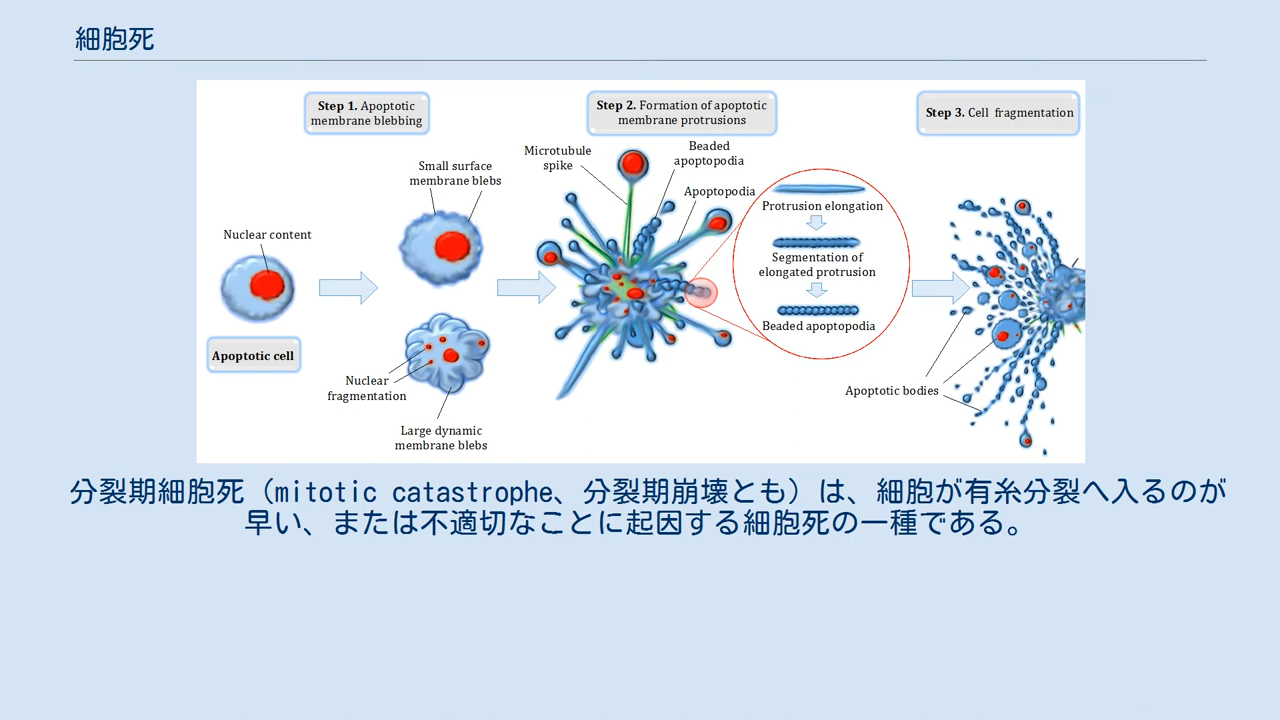 細胞死
Step 1. Apoptotic
membrane blebbing
Step 2. Formation of apoptotic
membrane protrusions
Step 3. Cell fragmentation
Microtubule
spike
Beaded
apoptopodia
Small surface
membrane blebs
Apoptopodia
Protrusion elongation
Nuclear content
Segmentation of
elongated protrusion
Beaded apoptopodia
Apoptotic cell
Nuclear
fragmentation
Apoptotic bodies
Large dynamic
membrane blebs
分裂期細胞死（mitotic catastrophe、分裂期崩壊とも）は、細胞が有糸分裂へ入るのが
早い、または不適切なことに起因する細胞死の一種である。